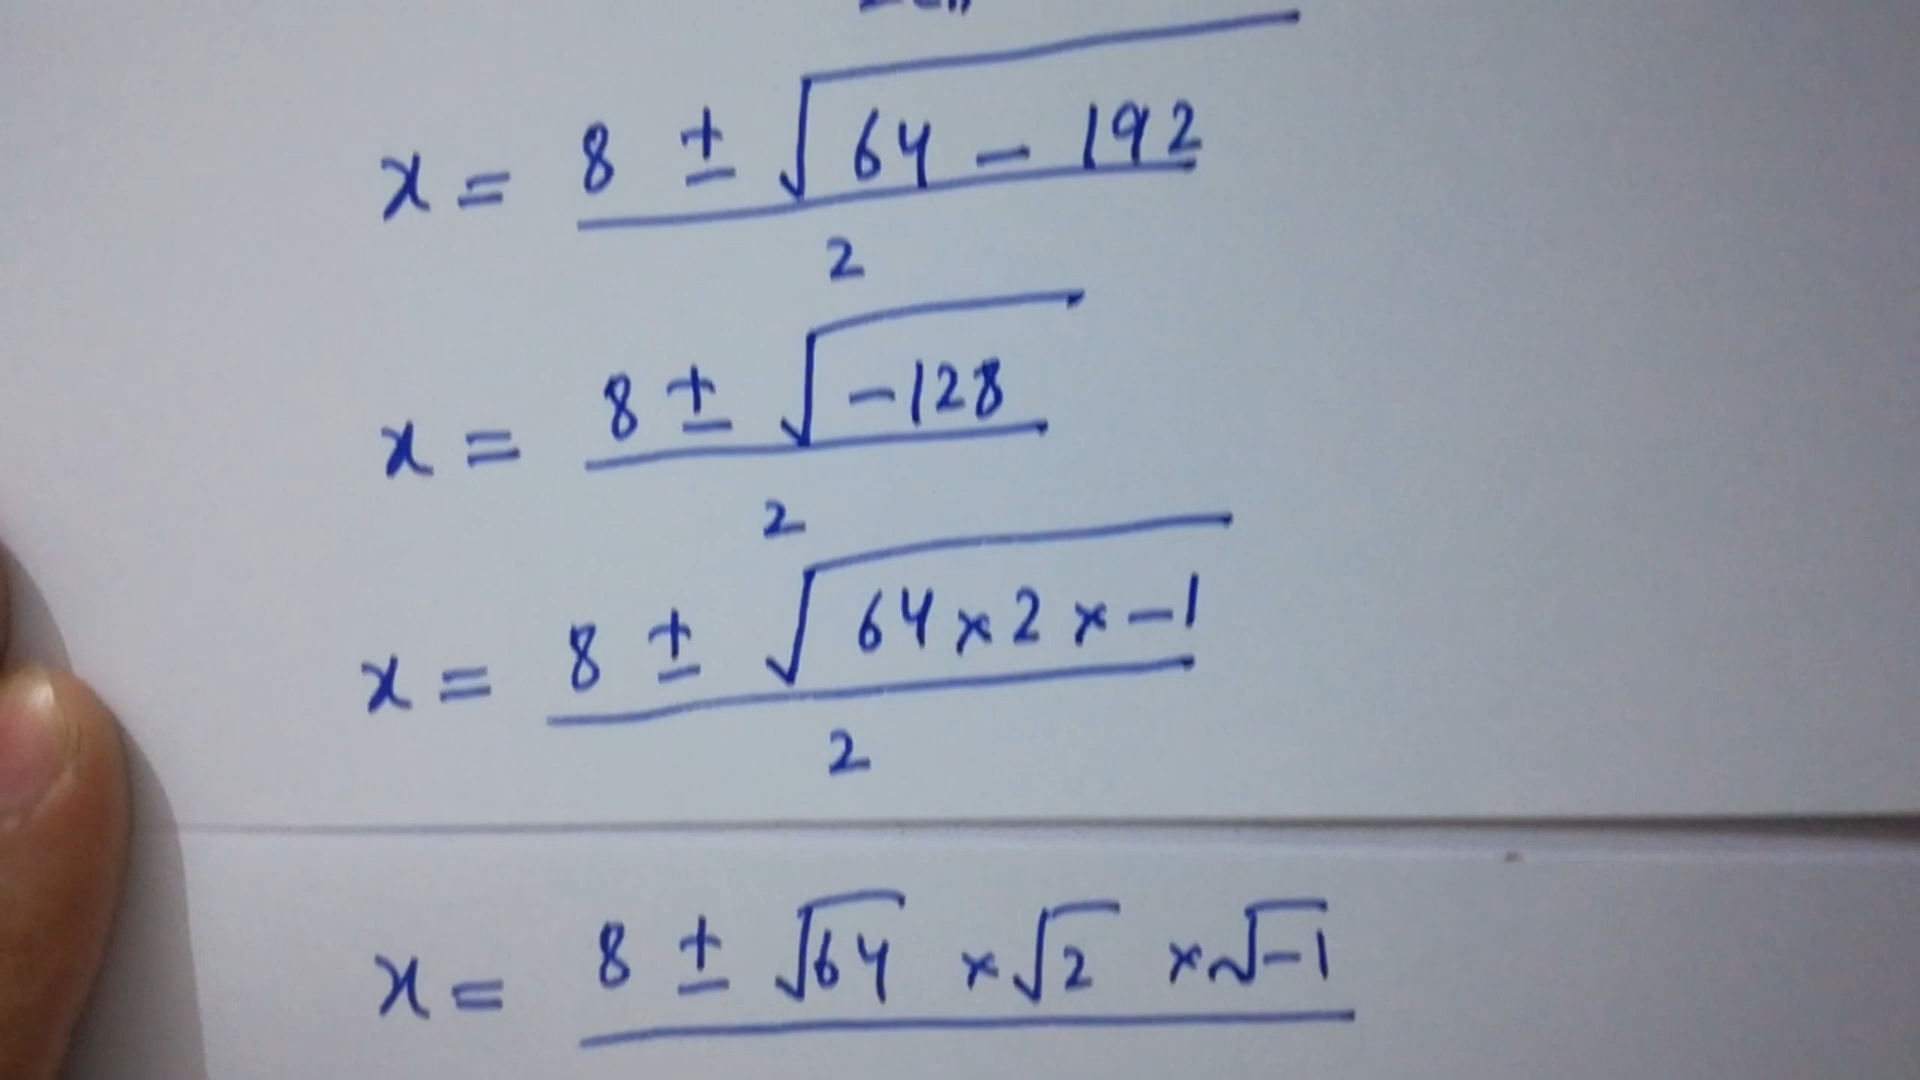 x = 8 ± √64 - 192
2
x = 8 ± √-128
2
x = 8 ± √64 × 2 × -1
2
x = 8 ± √64 × √2 × √-1